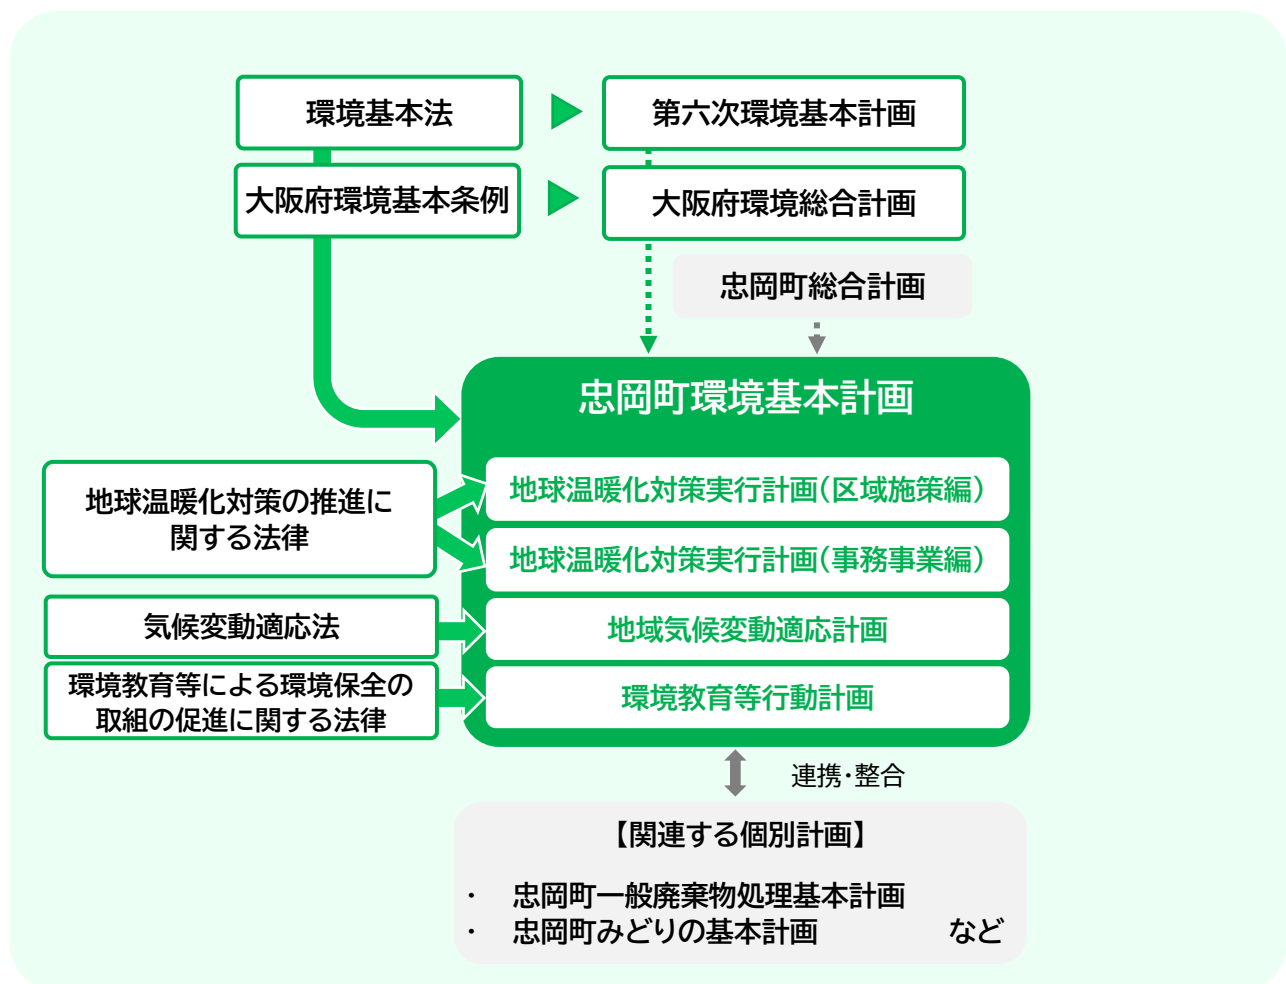 環境基本法
第六次環境基本計画
大阪府環境基本条例
大阪府環境総合計画
忠岡町総合計画
忠岡町環境基本計画
地球温暖化対策の推進に
関する法律
地球温暖化対策実行計画(区域施策編)
地球温暖化対策実行計画(事務事業編)
気候変動適応法
地域気候変動適応計画
環境教育等による環境保全の
取組の促進に関する法律
環境教育等行動計画
連携・整合
【関連する個別計画】
・ 忠岡町一般廃棄物処理基本計画
・ 忠岡町みどりの基本計画 など